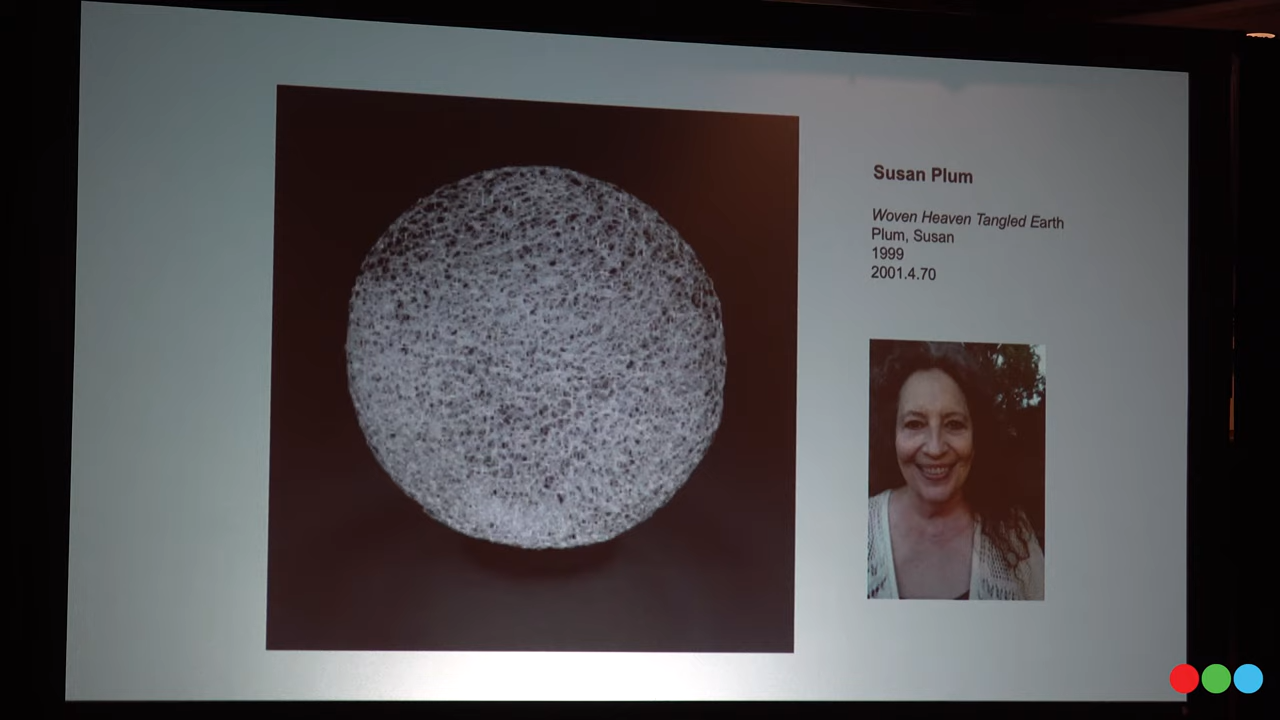 Susan Plum
Woven Heaven Tangled Earth
Plum, Susan
1999
2001.4.70